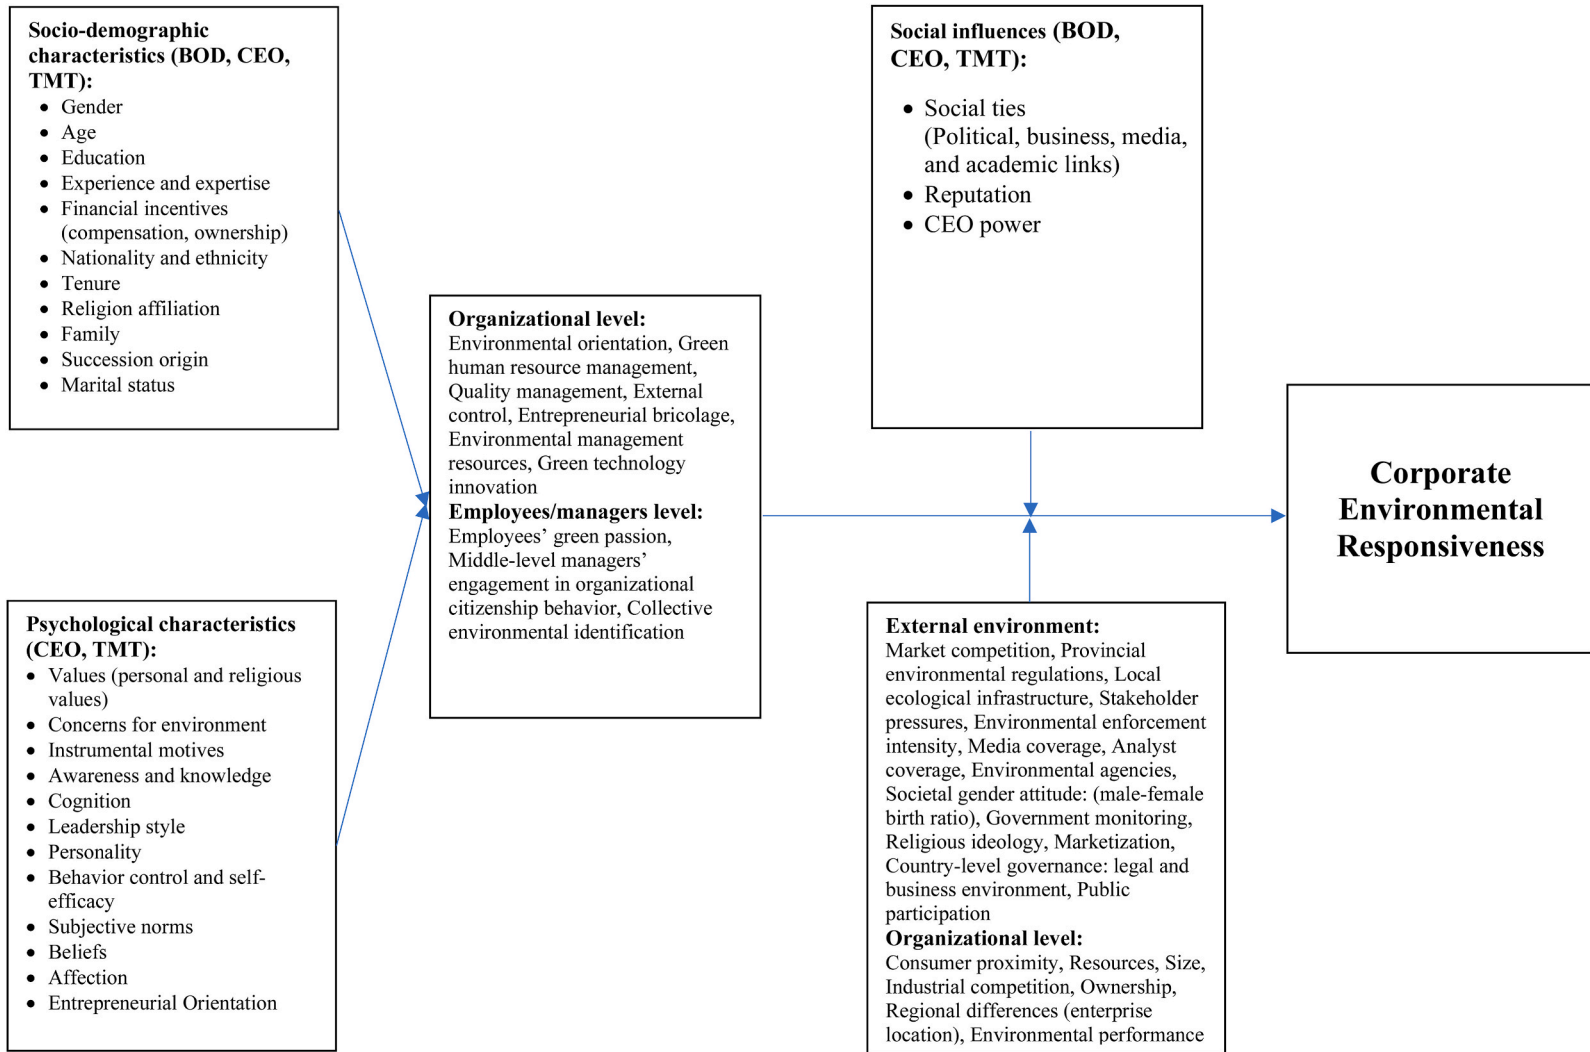 Socio-demographic
characteristics (BOD, CEO,
TMT):
• Gender
• Age
• Education
• Experience and expertise
• Financial incentives
(compensation, ownership)
• Nationality and ethnicity
• Tenure
• Religion affiliation
• Family
• Succession origin
• Marital status
Psychological characteristics
(CEO, TMT):
• Values (personal and religious
values)
• Concerns for environment
• Instrumental motives
• Awareness and knowledge
• Cognition
• Leadership style
• Personality
• Behavior control and self-
efficacy
• Subjective norms
• Beliefs
• Affection
• Entrepreneurial Orientation
Organizational level:
Environmental orientation, Green
human resource management,
Quality management, External
control, Entrepreneurial bricolage,
Environmental management
resources, Green technology
innovation
Employees/managers level:
Employees’ green passion,
Middle-level managers’
engagement in organizational
citizenship behavior, Collective
environmental identification
Social influences (BOD,
CEO, TMT):
• Social ties
(Political, business, media,
and academic links)
• Reputation
• CEO power
External environment:
Market competition, Provincial
environmental regulations, Local
ecological infrastructure, Stakeholder
pressures, Environmental enforcement
intensity, Media coverage, Analyst
coverage, Environmental agencies,
Societal gender attitude: (male-female
birth ratio), Government monitoring,
Religious ideology, Marketization,
Country-level governance: legal and
business environment, Public
participation
Organizational level:
Consumer proximity, Resources, Size,
Industrial competition, Ownership,
Regional differences (enterprise
location), Environmental performance
Corporate
Environmental
Responsiveness